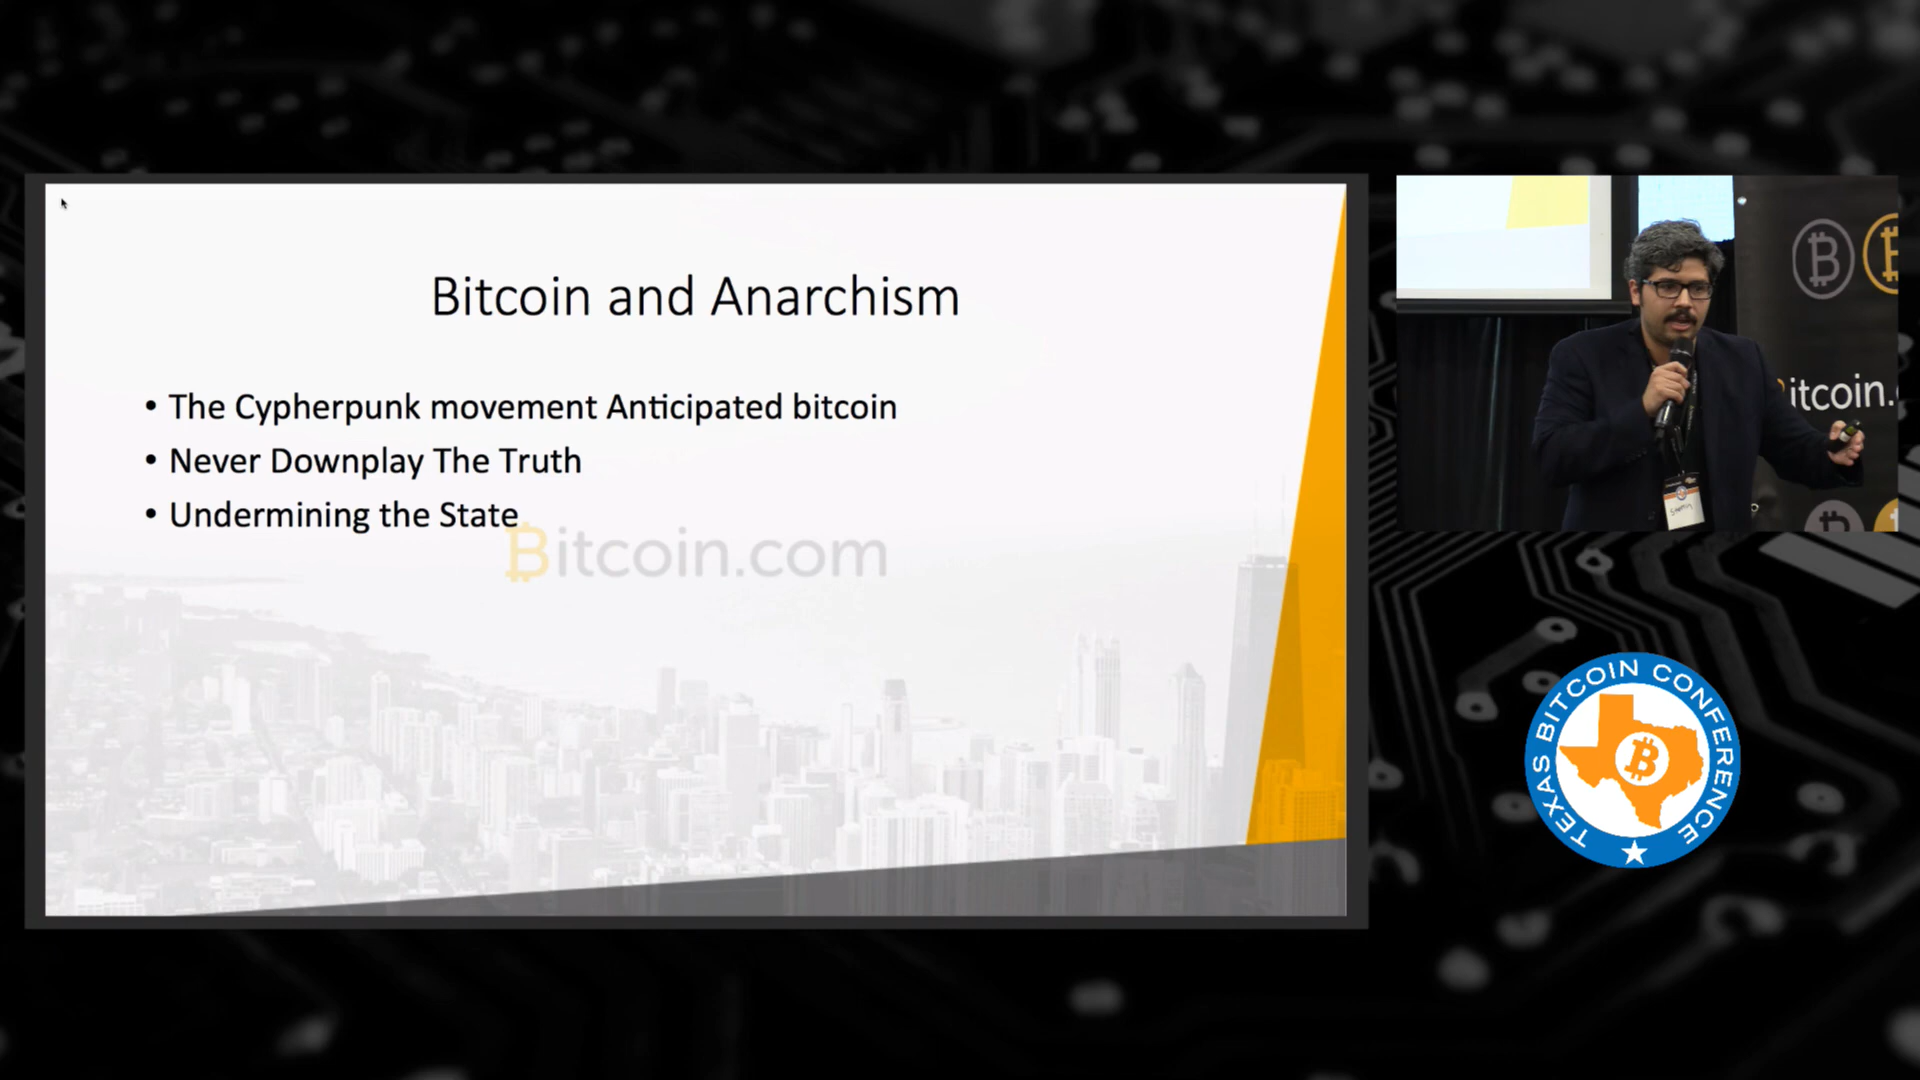 Bitcoin and Anarchism
• The Cypherpunk movement Anticipated bitcoin
• Never Downplay The Truth
• Undermining the State
Bitcoin.com
itcoin.
TEXAS BITCOIN CONFERENCE